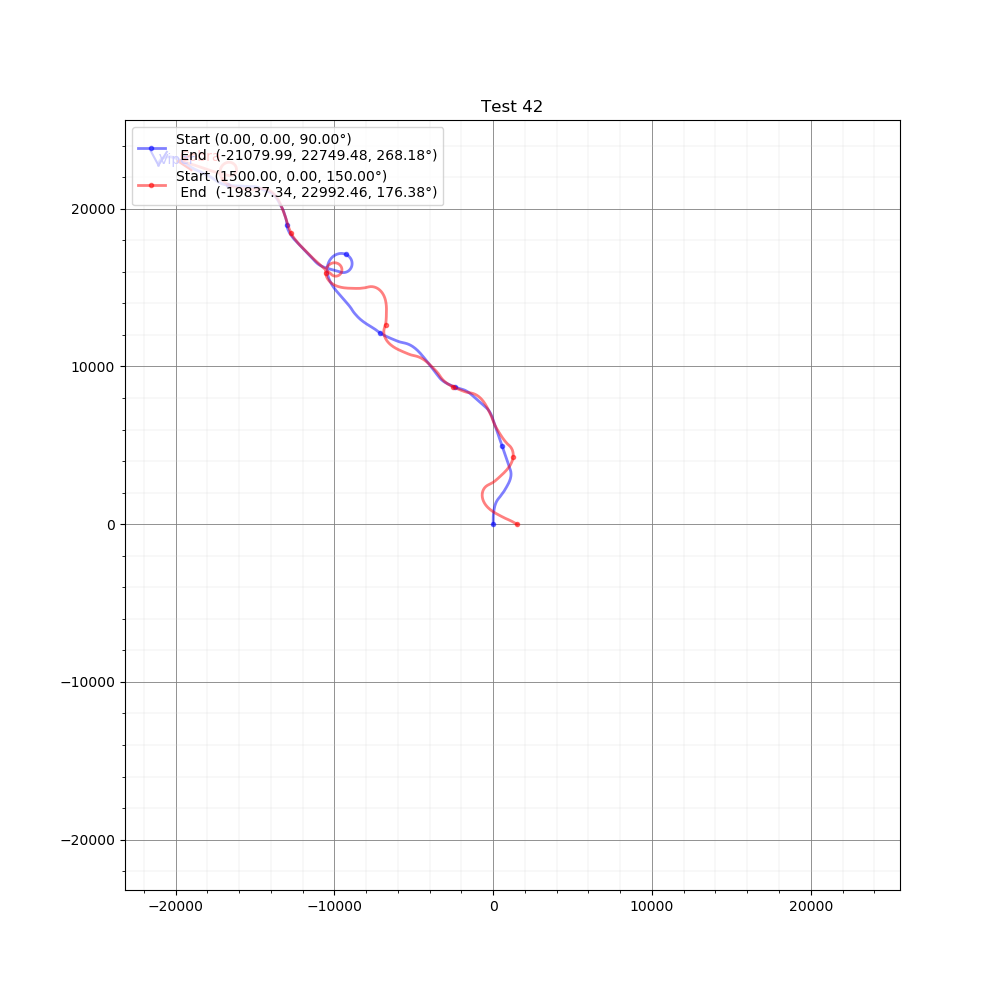 Test 42
Start (0.00, 0.00, 90.00°)
End (-21079.99, 22749.48, 268.18°)
Start (1500.00, 0.00, 150.00°)
End (-19837.34, 22992.46, 176.38°)
20000
10000
0
−10000
−20000
−20000
−10000
0
10000
20000